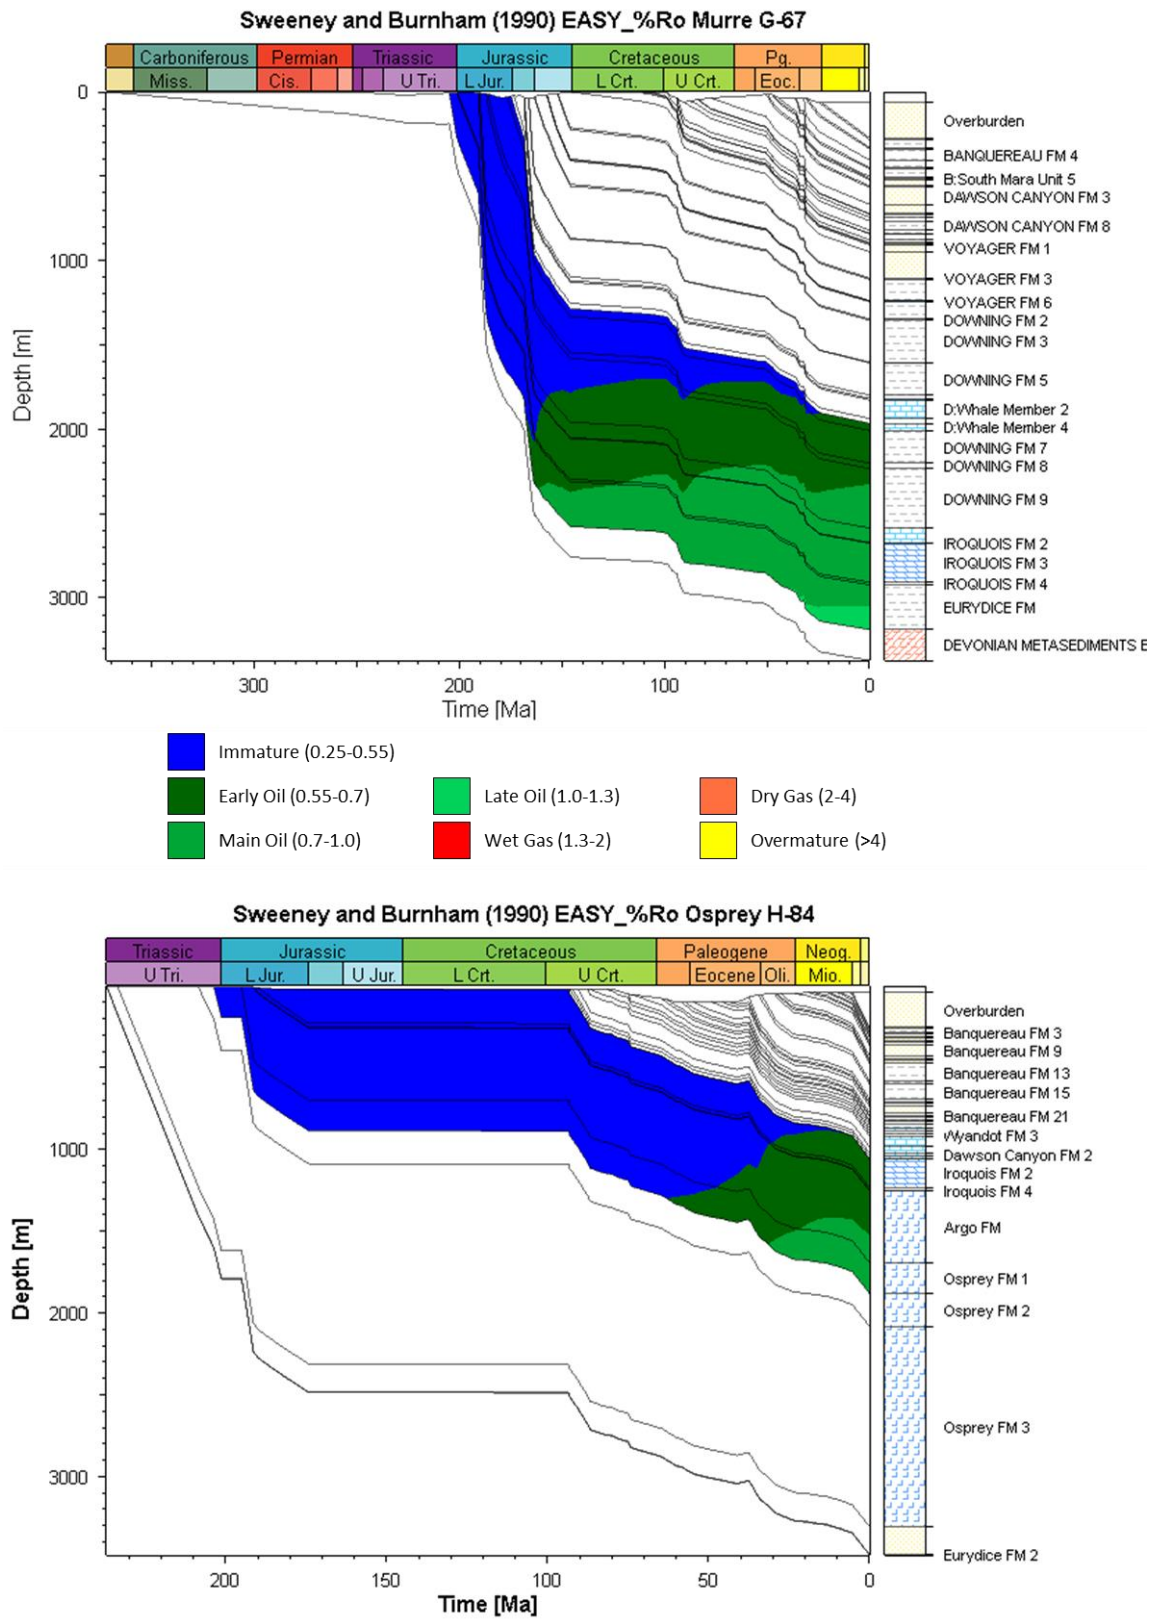 Sweeney and Burnham (1990) EASY_%Ro Murre G-67
Carboniferous Permian Triassic Jurassic Cretaceous Pg.
Miss. Cis. U Tri. L Jur. L Crt. U Crt. Eoc.
0
Overburden
BANQUEREAU FM 4
B:South Mara Unit 5
DAWSON CANYON FM 3
DAWSON CANYON FM 8
VOYAGER FM 1
1000
VOYAGER FM 3
VOYAGER FM 6
DOWNING FM 2
DOWNING FM 3
Depth [m]
DOWNING FM 5
D:Whale Member 2
D:Whale Member 4
2000
DOWNING FM 7
DOWNING FM 8
DOWNING FM 9
IROQUOIS FM 2
IROQUOIS FM 3
IROQUOIS FM 4
3000
EURYDICE FM
DEVONIAN METASEDIMENTS E
300 200 100 0
Time [Ma]
Immature (0.25-0.55)
Early Oil (0.55-0.7) Late Oil (1.0-1.3) Dry Gas (2-4)
Main Oil (0.7-1.0) Wet Gas (1.3-2) Overmature (>4)
Sweeney and Burnham (1990) EASY_%Ro Osprey H-84
Triassic Jurassic Cretaceous Paleogene Neog.
U Tri. L Jur. U Jur. L Crt. U Crt. Eocene Oli. Mio.
Overburden
Banquereau FM 3
Banquereau FM 9
Banquereau FM 13
Banquereau FM 15
Banquereau FM 21
Wyandot FM 3
1000
Dawson Canyon FM 2
Iroquois FM 2
Iroquois FM 4
Argo FM
Depth [m]
Osprey FM 1
2000
Osprey FM 2
Osprey FM 3
3000
Eurydice FM 2
200 150 100 50 0
Time [Ma]